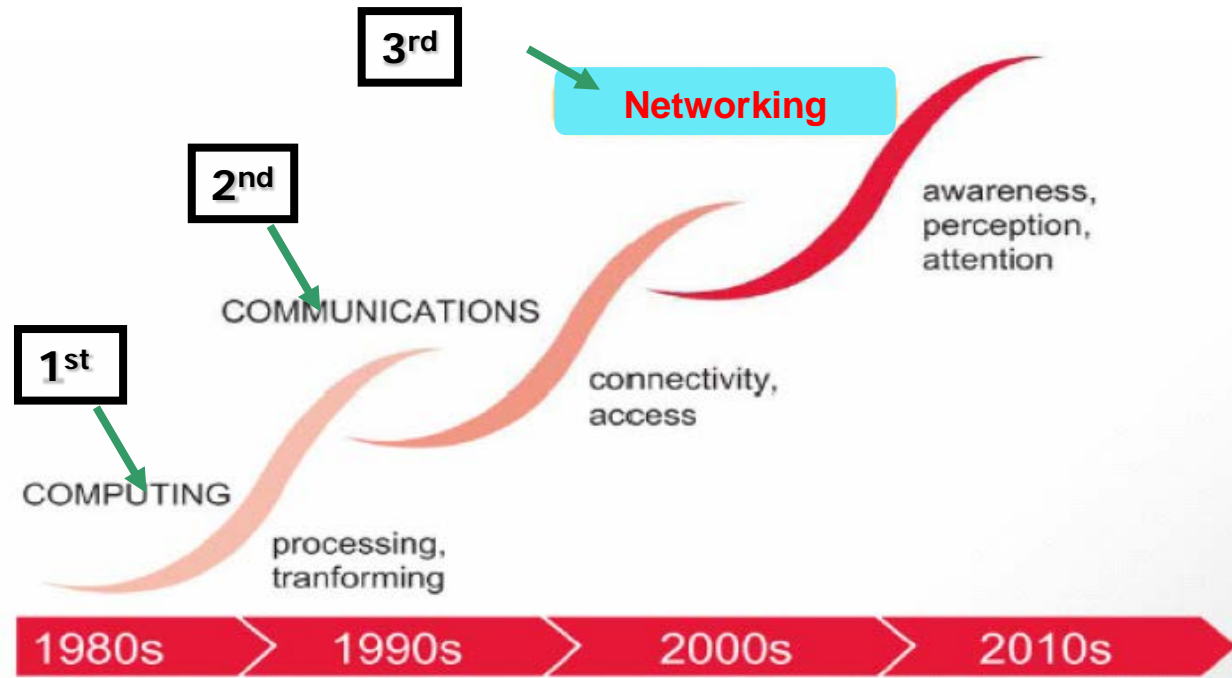 3rd
Networking
2nd
awareness,
perception,
attention
COMMUNICATIONS
1st
connectivity,
access
COMPUTING
processing,
tranforming
1980s
1990s
2000s
2010s